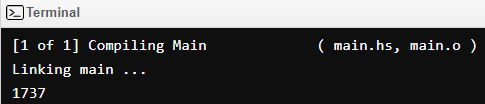 Terminal
[1 of 1] Compiling Main             ( main.hs, main.o )
Linking main ...
1737